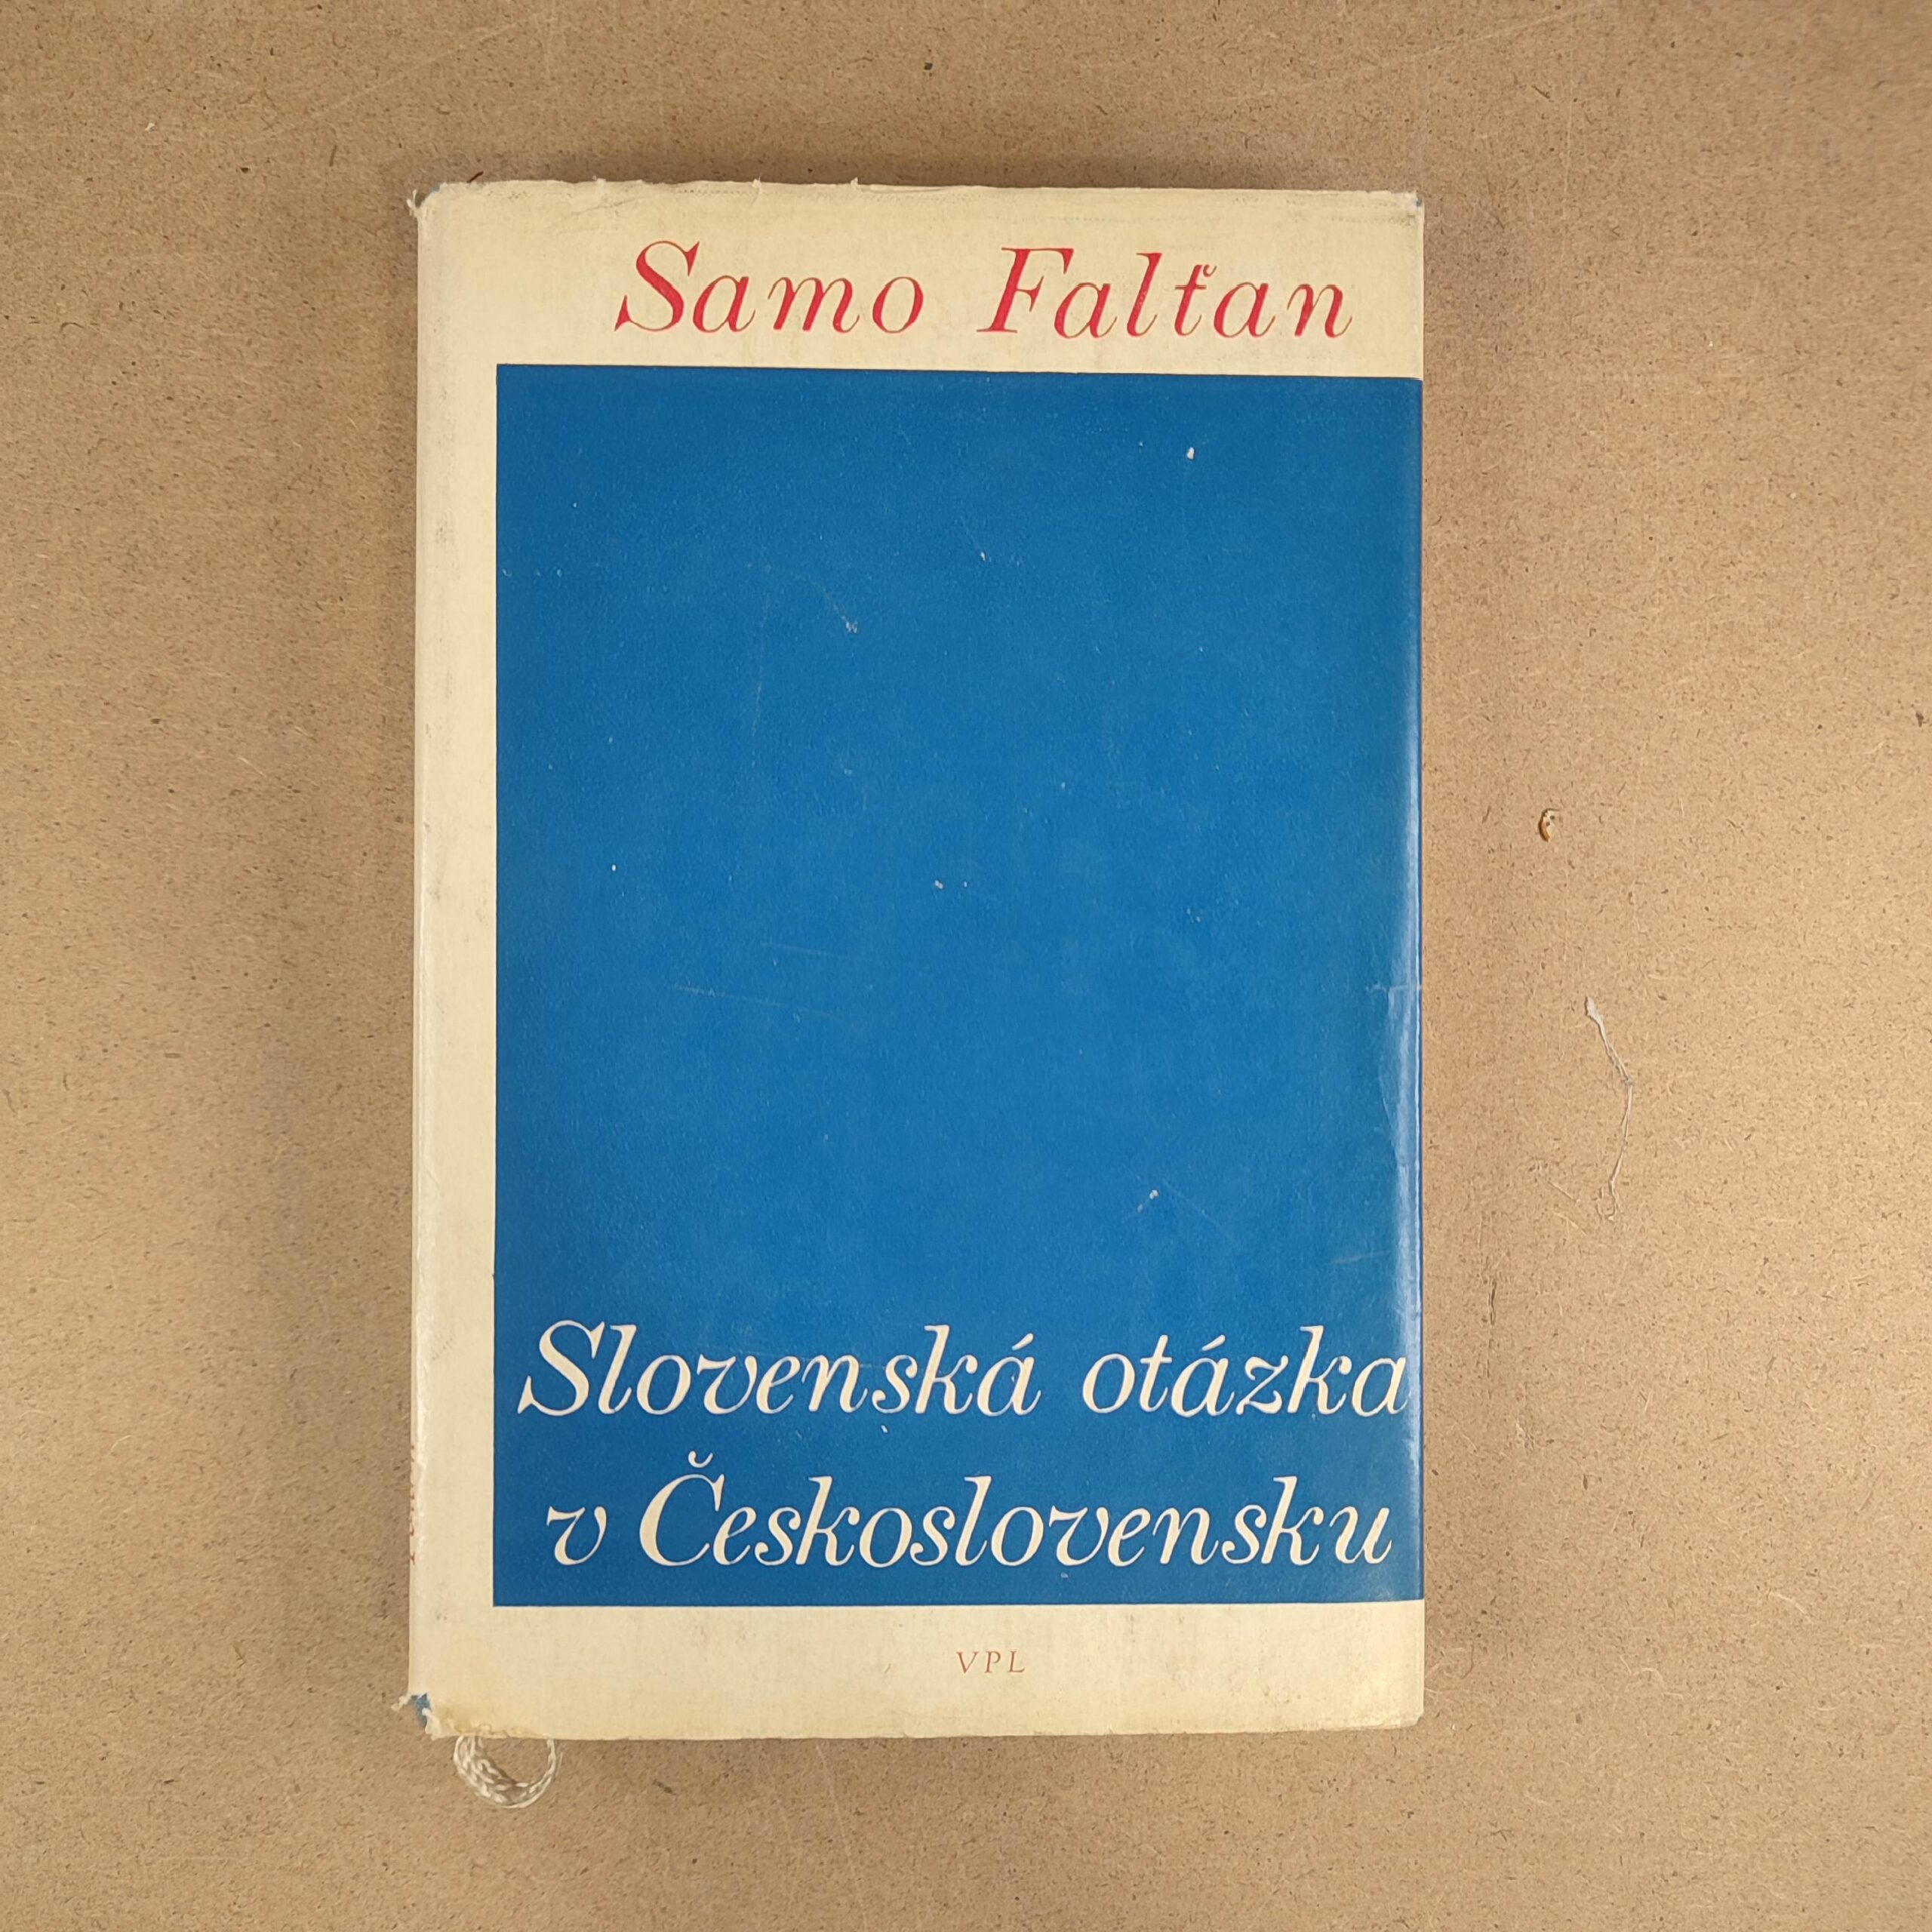 Samo Falťan
Slovenská otázka
v Československu
VPL